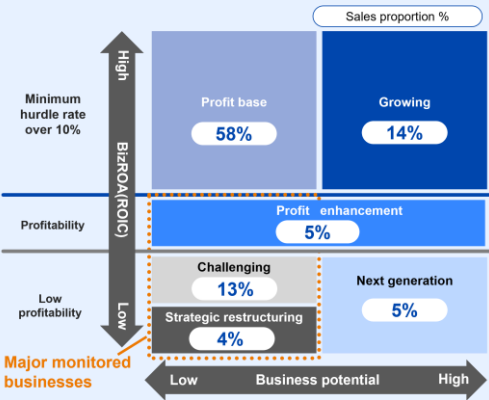 Sales proportion %
High
Minimum
hurdle rate
over 10%
Profit base
58%
Growing
14%
BizROA(ROIC)
Profitability
Profit enhancement
5%
Low
profitability
Challenging
13%
Next generation
5%
Low
Strategic restructuring
4%
Major monitored
businesses
Low
Business potential
High